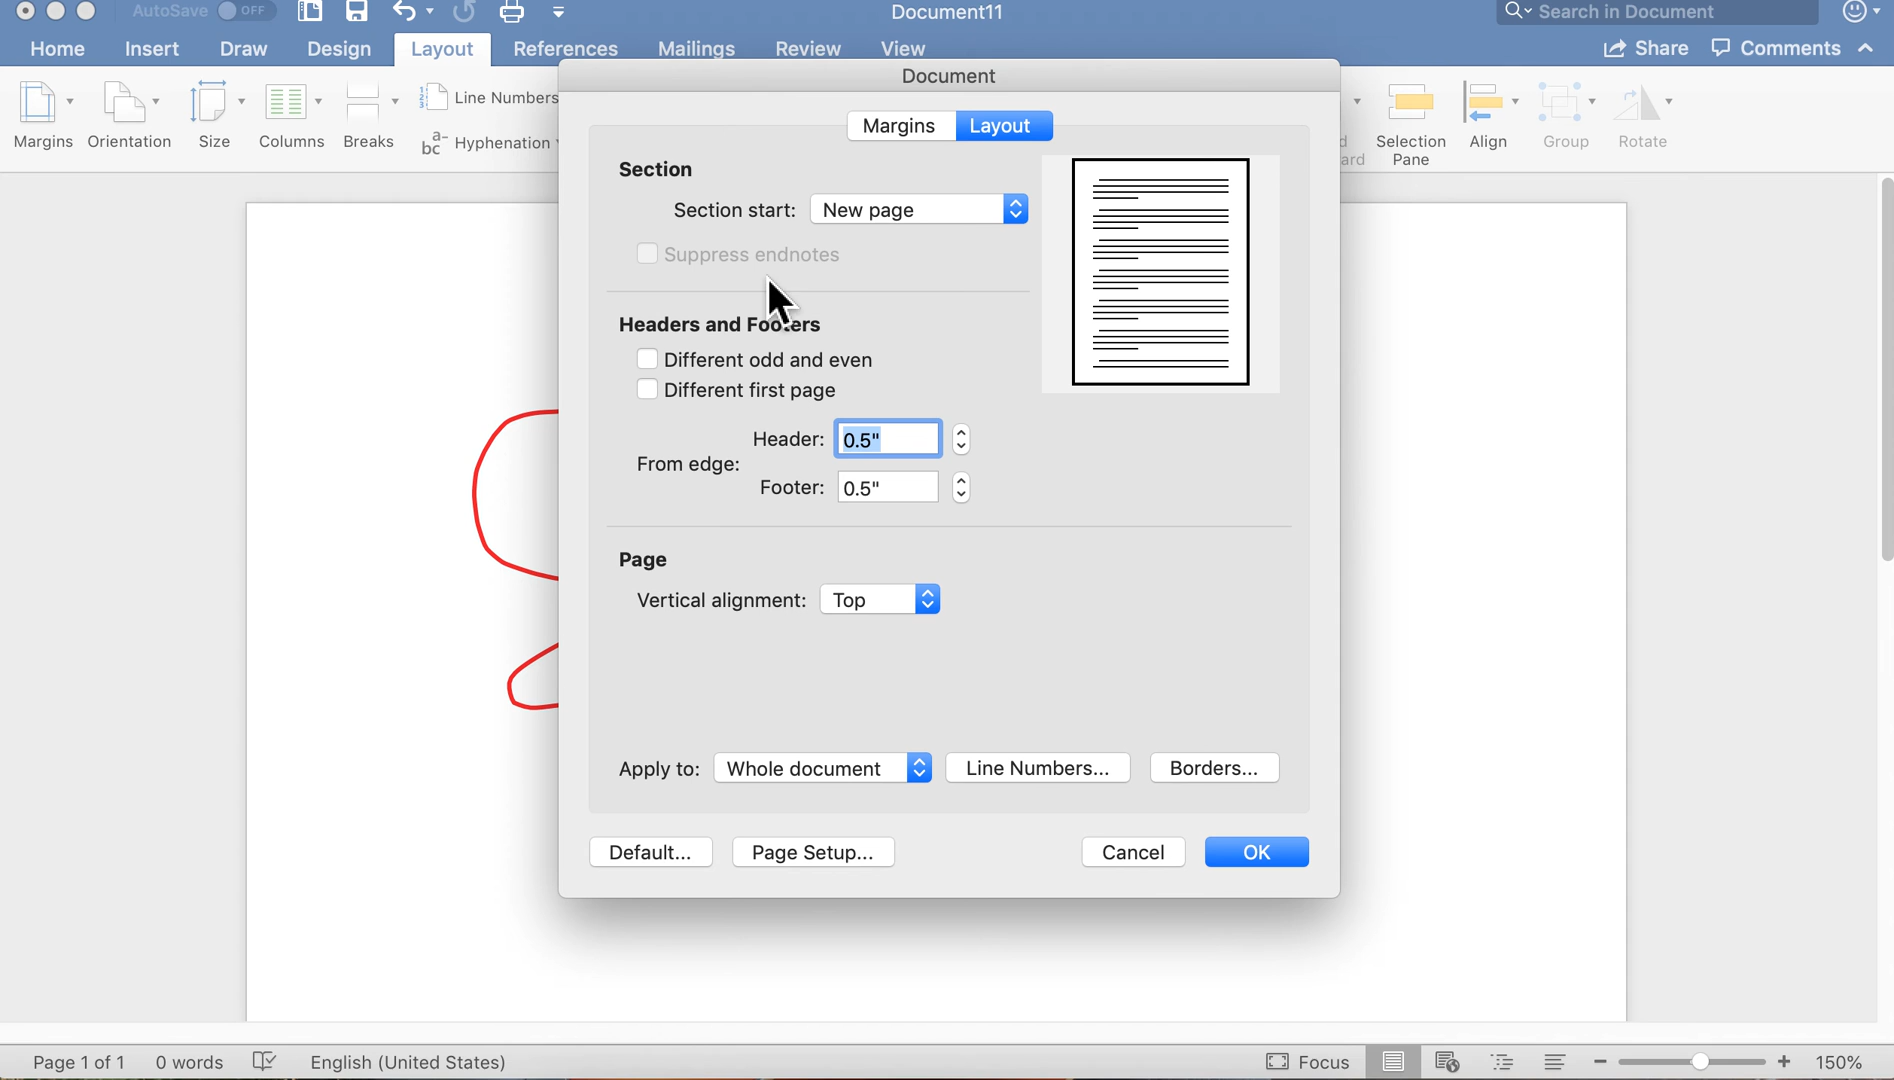 AutoSave OFF
Document11
Search in Document
Home Insert Draw Design Layout References Mailings Review View
Share Comments
Margins Orientation Size Columns Breaks
Line Numbers
Hyphenation
Selection Pane
Align Group Rotate
Document
Margins Layout
Section
Section start: New page
Suppress endnotes
Headers and Footers
Different odd and even
Different first page
From edge:
Header: 0.5"
Footer: 0.5"
Page
Vertical alignment: Top
Apply to: Whole document Line Numbers... Borders...
Default... Page Setup... Cancel OK
Page 1 of 1 0 words English (United States) Focus 150%